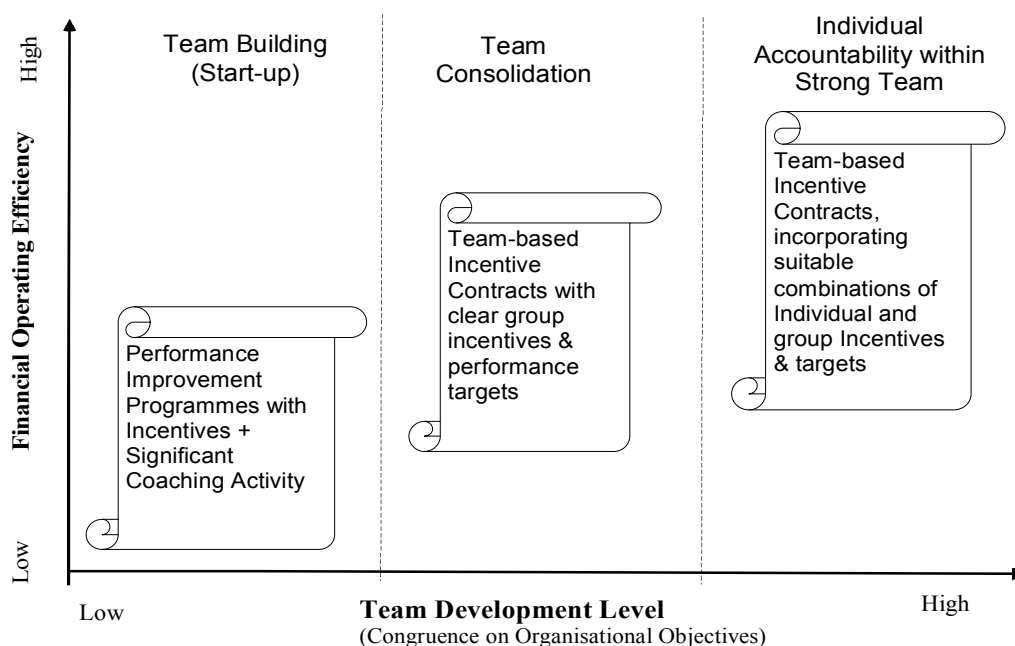 High
Financial Operating Efficiency
Low
Team Building
(Start-up)
Performance
Improvement
Programmes with
Incentives +
Significant
Coaching Activity
Team
Consolidation
Team-based
Incentive
Contracts with
clear group
incentives &
performance
targets
Individual
Accountability within
Strong Team
Team-based
Incentive
Contracts,
incorporating
suitable
combinations of
Individual and
group Incentives
& targets
Low
Team Development Level
(Congruence on Organisational Objectives)
High